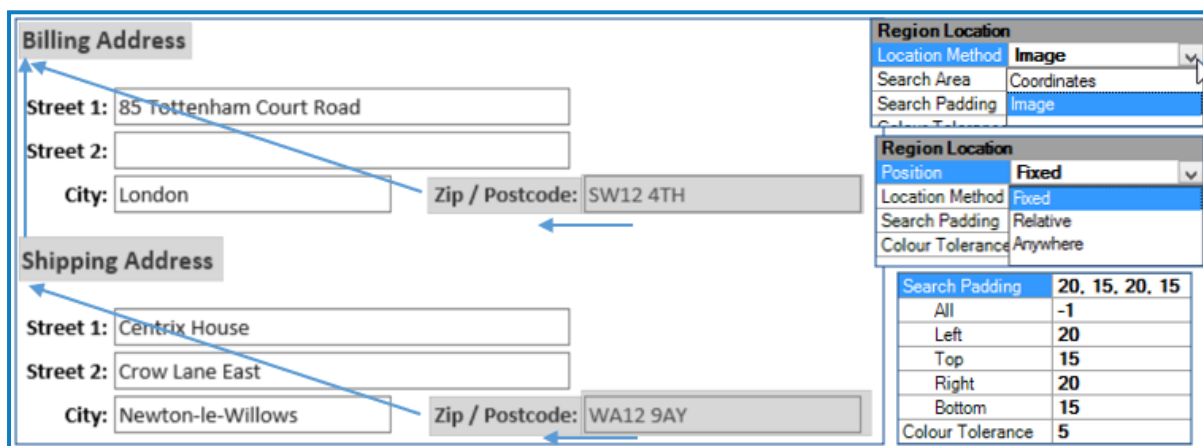 Billing Address
Street 1: 85 Tottenham Court Road
Street 2:
City: London Zip / Postcode: SW12 4TH
Shipping Address
Street 1: Centrix House
Street 2: Crow Lane East
City: Newton-le-Willows Zip / Postcode: WA12 9AY
Region Location
Location Method Image
Search Area Coordinates
Search Padding Image
Colour Tolerance
Region Location
Position Fixed
Location Method Fixed
Search Padding Relative
Colour Tolerance Anywhere
Search Padding 20, 15, 20, 15
All -1
Left 20
Top 15
Right 20
Bottom 15
Colour Tolerance 5